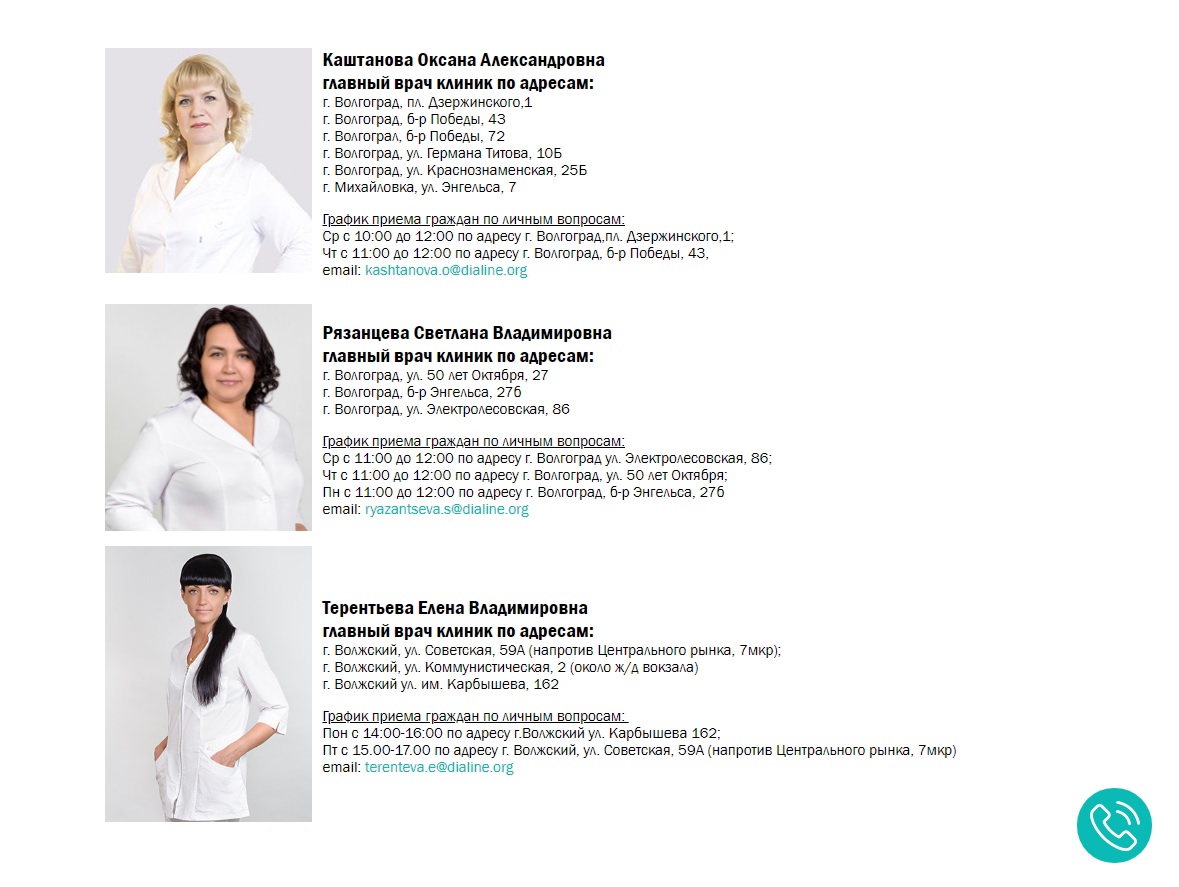 Каштанова Оксана Александровна
главный врач клиник по адресам:
г. Волгоград, пл. Дзержинского,1
г. Волгоград, б-р Победы, 43
г. Волгограл, б-р Победы, 72
г. Волгоград, ул. Германа Титова, 10Б
г. Волгоград, ул. Краснознаменская, 25Б
г. Михайловка, ул. Энгельса, 7
График приема граждан по личным вопросам:
Ср с 10:00 до 12:00 по адресу г. Волгоград,пл. Дзержинского,1;
Чт с 11:00 до 12:00 по адресу г. Волгоград, б-р Победы, 43,
email: kashtanova.o@dialine.org
Рязанцева Светлана Владимировна
главный врач клиник по адресам:
г. Волгоград, ул. 50 лет Октября, 27
г. Волгоград, б-р Энгельса, 27б
г. Волгоград, ул. Электролесовская, 86
График приема граждан по личным вопросам:
Ср с 11:00 до 12:00 по адресу г. Волгоград ул. Электролесовская, 86;
Чт с 11:00 до 12:00 по адресу г. Волгоград, ул. 50 лет Октября;
Пн с 11:00 до 12:00 по адресу г. Волгоград, б-р Энгельса, 27б
email: ryazantseva.s@dialine.org
Терентьева Елена Владимировна
главный врач клиник по адресам:
г. Волжский, ул. Советская, 59А (напротив Центрального рынка, 7мкр);
г. Волжский, ул. Коммунистическая, 2 (около ж/д вокзала)
г. Волжский ул. им. Карбышева, 162
График приема граждан по личным вопросам:
Пон с 14:00-16:00 по адресу г.Волжский ул. Карбышева 162;
Пт с 15.00-17.00 по адресу г. Волжский, ул. Советская, 59А (напротив Центрального рынка, 7мкр)
email: terenteva.e@dialine.org